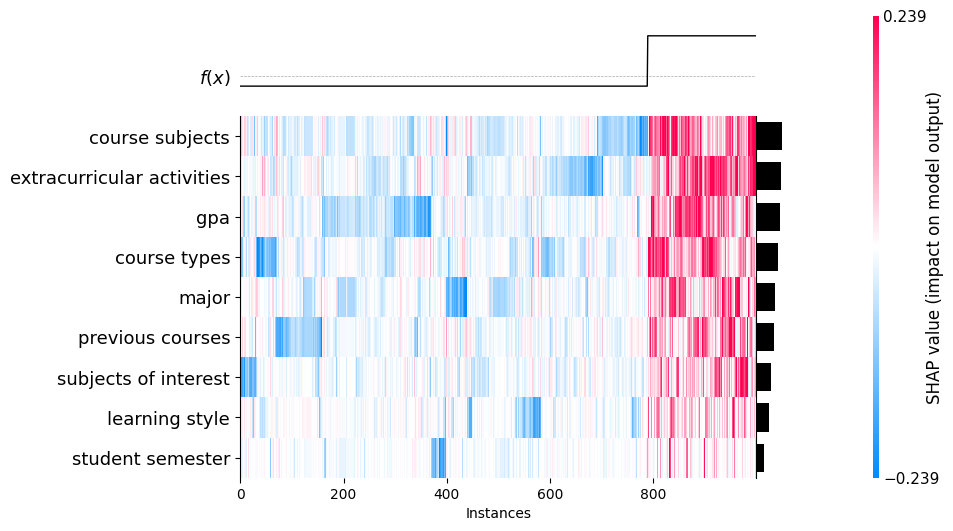 0.239
f(x)
course subjects
extracurricular activities
gpa
course types
major
previous courses
subjects of interest
learning style
student semester
0 200 400 600 800
Instances
SHAP value (impact on model output)
−0.239